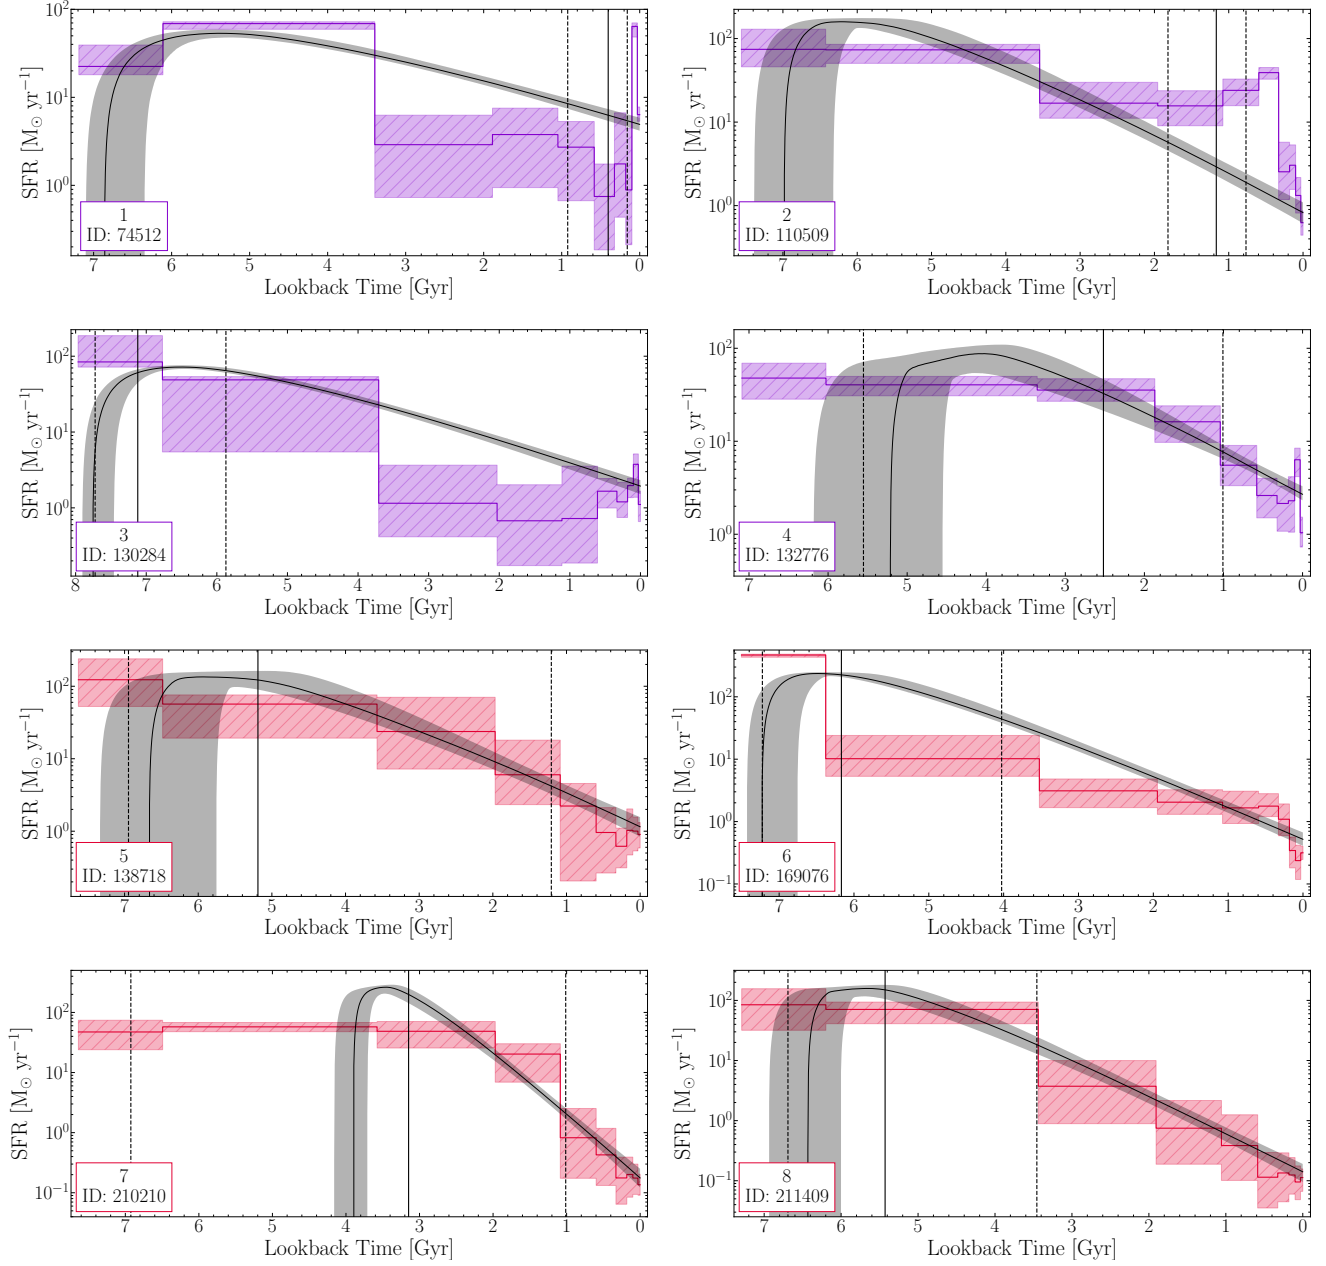 10² 10¹ 10⁰
SFR [M⊙ yr⁻¹]
1
ID: 74512
7 6 5 4 3 2 1 0
Lookback Time [Gyr]
10² 10¹ 10⁰
SFR [M⊙ yr⁻¹]
2
ID: 110509
7 6 5 4 3 2 1 0
Lookback Time [Gyr]
10² 10¹ 10⁰
SFR [M⊙ yr⁻¹]
3
ID: 130284
8 7 6 5 4 3 2 1 0
Lookback Time [Gyr]
10² 10¹ 10⁰
SFR [M⊙ yr⁻¹]
4
ID: 132776
7 6 5 4 3 2 1 0
Lookback Time [Gyr]
10² 10¹ 10⁰
SFR [M⊙ yr⁻¹]
5
ID: 138718
7 6 5 4 3 2 1 0
Lookback Time [Gyr]
10² 10¹ 10⁰ 10⁻¹
SFR [M⊙ yr⁻¹]
6
ID: 169076
7 6 5 4 3 2 1 0
Lookback Time [Gyr]
10² 10¹ 10⁰ 10⁻¹
SFR [M⊙ yr⁻¹]
7
ID: 210210
7 6 5 4 3 2 1 0
Lookback Time [Gyr]
10² 10¹ 10⁰ 10⁻¹
SFR [M⊙ yr⁻¹]
8
ID: 211409
7 6 5 4 3 2 1 0
Lookback Time [Gyr]